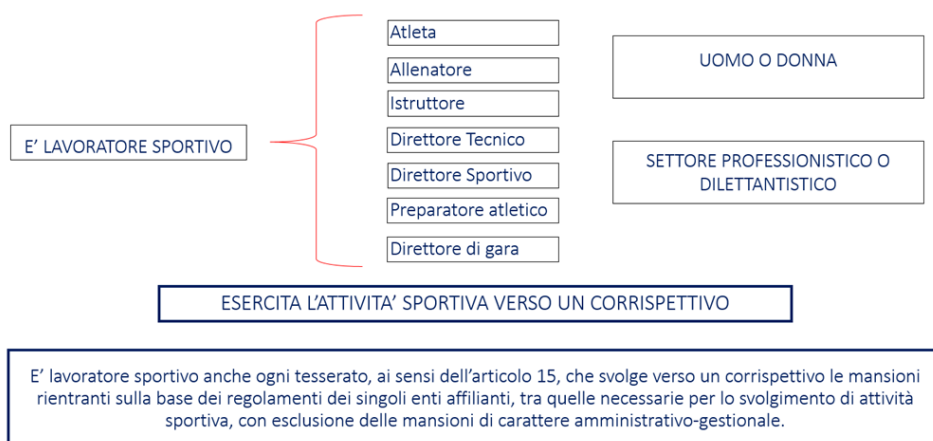 E' LAVORATORE SPORTIVO
Atleta
Allenatore
Istruttore
Direttore Tecnico
Direttore Sportivo
Preparatore atletico
Direttore di gara
UOMO O DONNA
SETTORE PROFESSIONISTICO O
DILETTANTISTICO
ESERCITA L'ATTIVITA' SPORTIVA VERSO UN CORRISPETTIVO
E' lavoratore sportivo anche ogni tesserato, ai sensi dell'articolo 15, che svolge verso un corrispettivo le mansioni
rientranti sulla base dei regolamenti dei singoli enti affilianti, tra quelle necessarie per lo svolgimento di attività
sportiva, con esclusione delle mansioni di carattere amministrativo-gestionale.